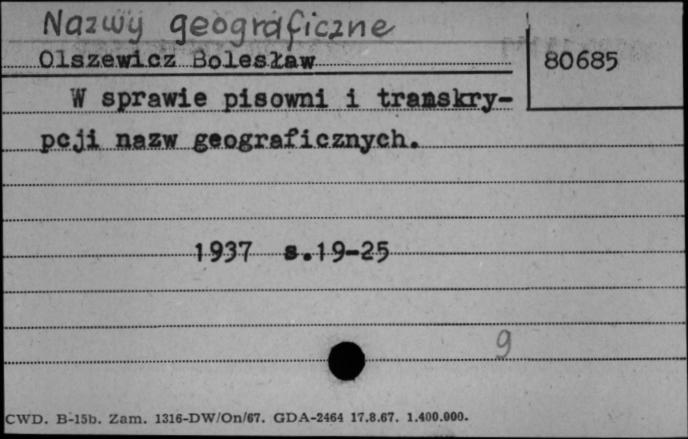 Nazwy geograficzne
Olszewicz Bolesław
80685
W sprawie pisowni i transkry-
pcji nazw geograficznych.
1937 s.19-25
9
CWD. B-15b. Zam. 1316-DW/On/67. GDA-2464 17.8.67. 1.400.000.